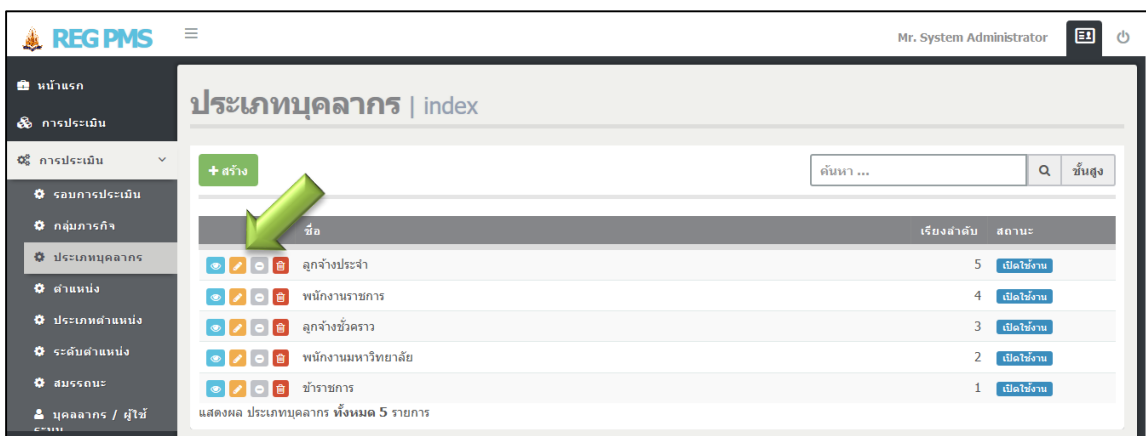 REG PMS
Mr. System Administrator
หน้าแรก
การประเมิน
การประเมิน
รอบการประเมิน
กลุ่มภารกิจ
ประเภทบุคลากร
ตำแหน่ง
ประเภทตำแหน่ง
ระดับตำแหน่ง
สมรรถนะ
บุคลากร / ผู้ใช้
ระบบ
ประเภทบุคลากร | index
+ สร้าง
ค้นหา ... ขั้นสูง
ชื่อ เรียงลำดับ สถานะ
ลูกจ้างประจำ 5 เปิดใช้งาน
พนักงานราชการ 4 เปิดใช้งาน
ลูกจ้างชั่วคราว 3 เปิดใช้งาน
พนักงานมหาวิทยาลัย 2 เปิดใช้งาน
ข้าราชการ 1 เปิดใช้งาน
แสดงผล ประเภทบุคลากร ทั้งหมด 5 รายการ